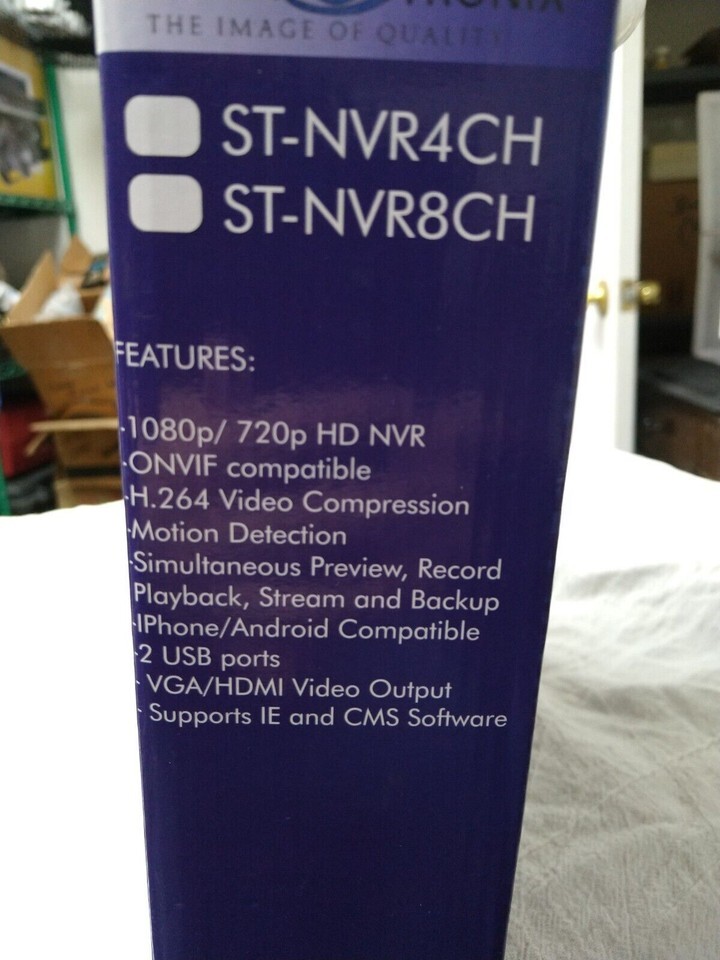 THE IMAGE OF QUALITY
ST-NVR4CH
ST-NVR8CH
FEATURES:
-1080p/ 720p HD NVR
-ONVIF compatible
-H.264 Video Compression
-Motion Detection
-Simultaneous Preview, Record
Playback, Stream and Backup
-IPhone/Android Compatible
-2 USB ports
- VGA/HDMI Video Output
- Supports IE and CMS Software